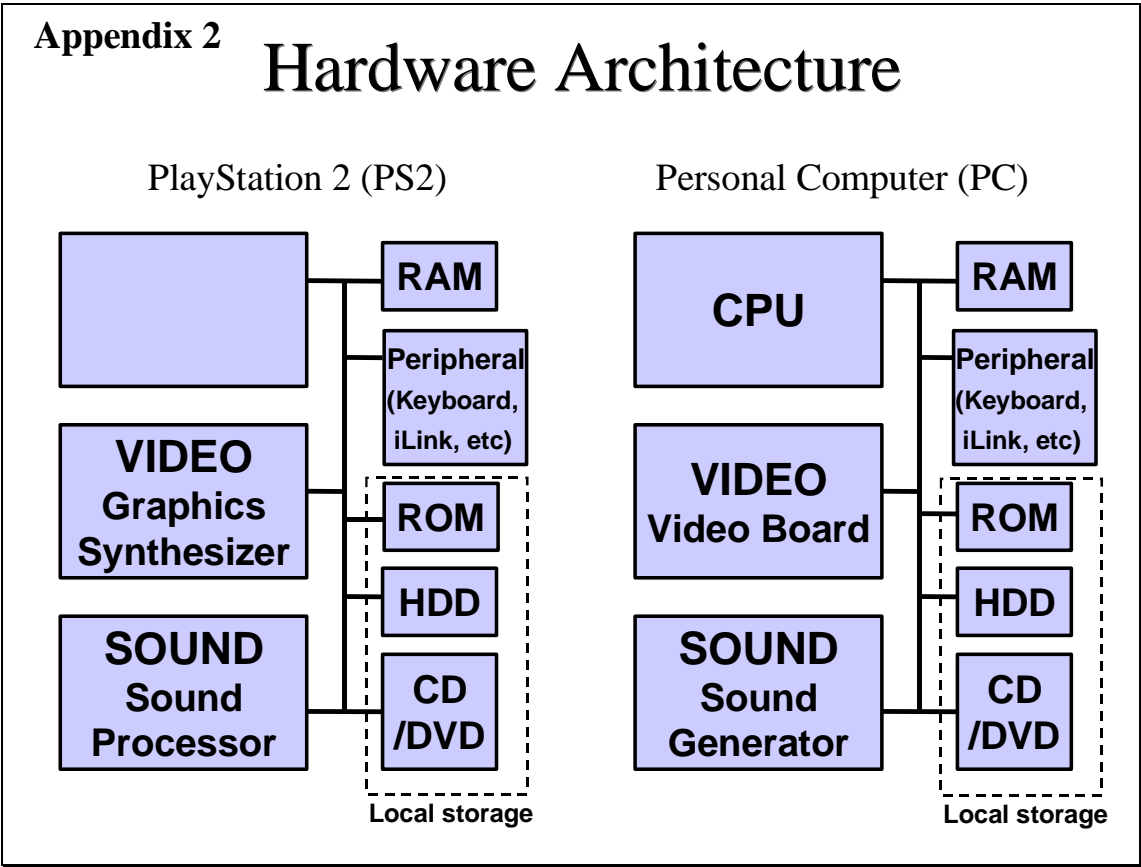 Appendix 2
Hardware Architecture
PlayStation 2 (PS2)
RAM
Peripheral
(Keyboard,
iLink, etc)
VIDEO
Graphics
Synthesizer
ROM
HDD
SOUND
Sound
Processor
CD
/DVD
Local storage
Personal Computer (PC)
CPU
RAM
Peripheral
(Keyboard,
iLink, etc)
VIDEO
Video Board
ROM
HDD
SOUND
Sound
Generator
CD
/DVD
Local storage